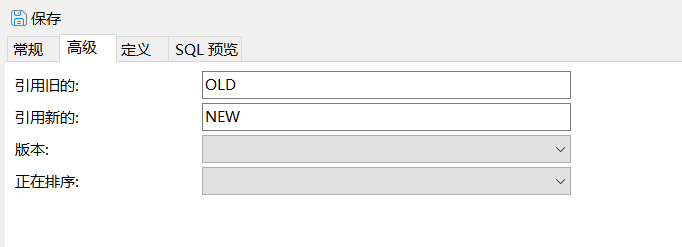 保存
常规 高级 定义 SQL 预览
引用旧的: OLD
引用新的: NEW
版本:
正在排序: